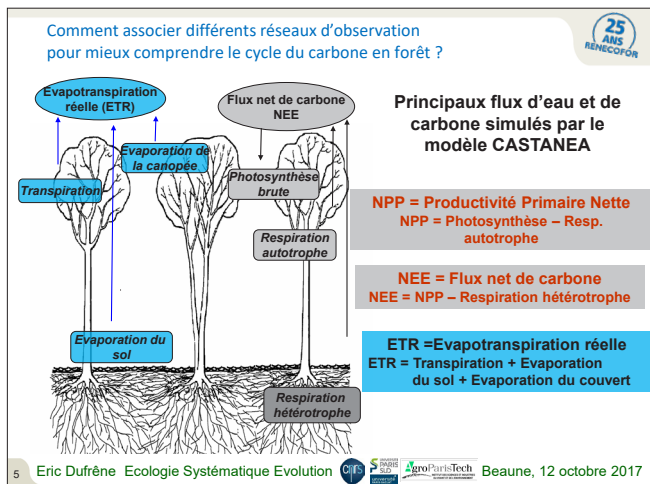 Comment associer différents réseaux d'observation
pour mieux comprendre le cycle du carbone en forêt ?
25
ANS
RENECOFOR
Evapotranspiration
réelle (ETR)
Flux net de carbone
NEE
Evaporation de
la canopée
Transpiration
Photosynthèse
brute
Respiration
autotrophe
Evaporation du
sol
Respiration
hétérotrophe
Principaux flux d'eau et de
carbone simulés par le
modèle CASTANEA
NPP = Productivité Primaire Nette
NPP = Photosynthèse – Resp.
autotrophe
NEE = Flux net de carbone
NEE = NPP – Respiration hétérotrophe
ETR =Evapotranspiration réelle
ETR = Transpiration + Evaporation
du sol + Evaporation du couvert
5 Eric Dufrêne Ecologie Systématique Evolution
cnrs
PARIS
SUD
AgroParisTech
Beaune, 12 octobre 2017